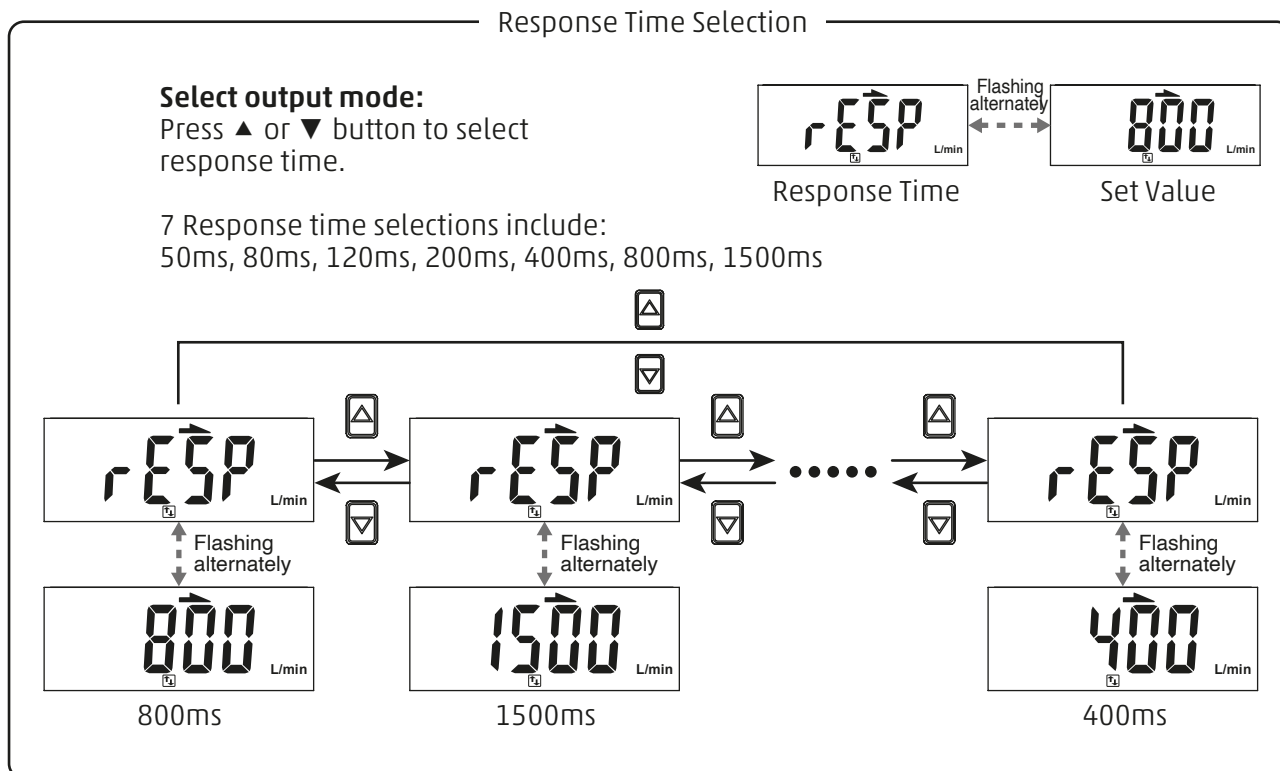 Response Time Selection
Select output mode:
Press ▲ or ▼ button to select
response time.
rESP L/min
Flashing
alternately
800 L/min
Response Time
Set Value
7 Response time selections include:
50ms, 80ms, 120ms, 200ms, 400ms, 800ms, 1500ms
rESP L/min
rESP L/min
rESP L/min
Flashing
alternately
Flashing
alternately
Flashing
alternately
800 L/min
1500 L/min
400 L/min
800ms
1500ms
400ms